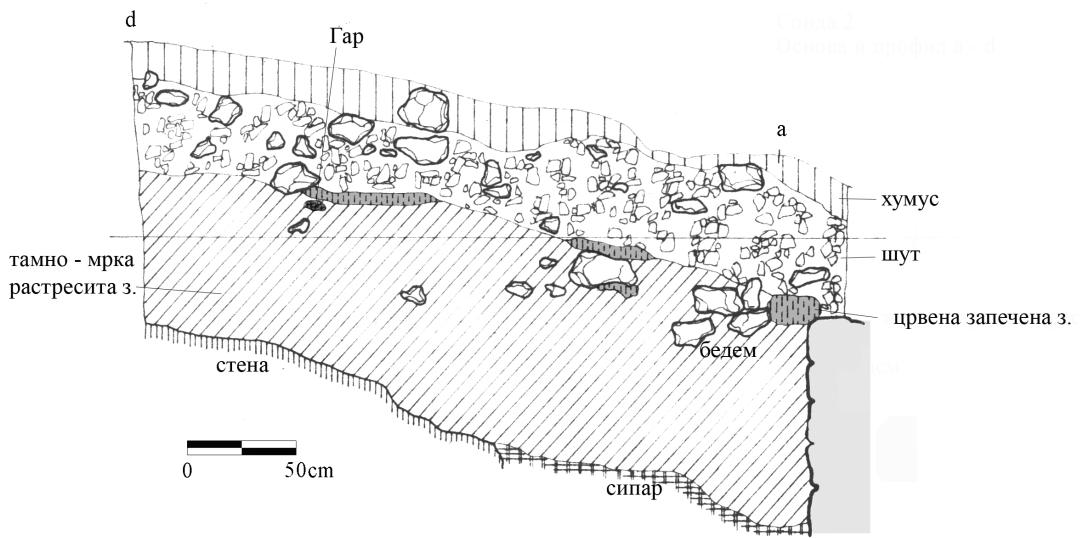 d
Гар
а
хумус
тамно - мрка
растресита з.
шут
црвена запечена з.
бедем
стена
0 50cm
сипар